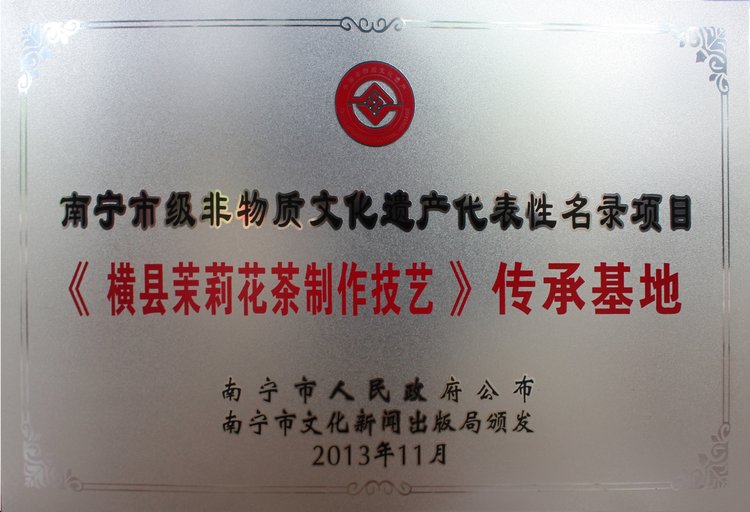 南宁市级非物质文化遗产代表性名录项目
《横县茉莉花茶制作技艺》传承基地
南宁市人民政府公布
南宁市文化新闻出版局颁发
2013年11月